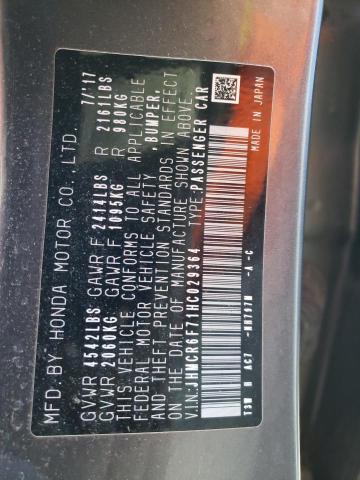 MFD.BY HONDA MOTOR CO.,LTD. 7/'17
GVWR 4542LBS GAWR F 2414LBS R 2161LBS
GVWR 2060KG GAWR F 1095KG R 980KG
THIS VEHICLE CONFORMS TO ALL APPLICABLE
FEDERAL MOTOR VEHICLE SAFETY BUMPER,
AND THEFT PREVENTION STANDARDS IN EFFECT
ON THE DATE OF MANUFACTURE SHOWN ABOVE.
V.I.N:JHMCR6F71HC029364 TYPE:PASSENGER CAR
MADE IN JAPAN